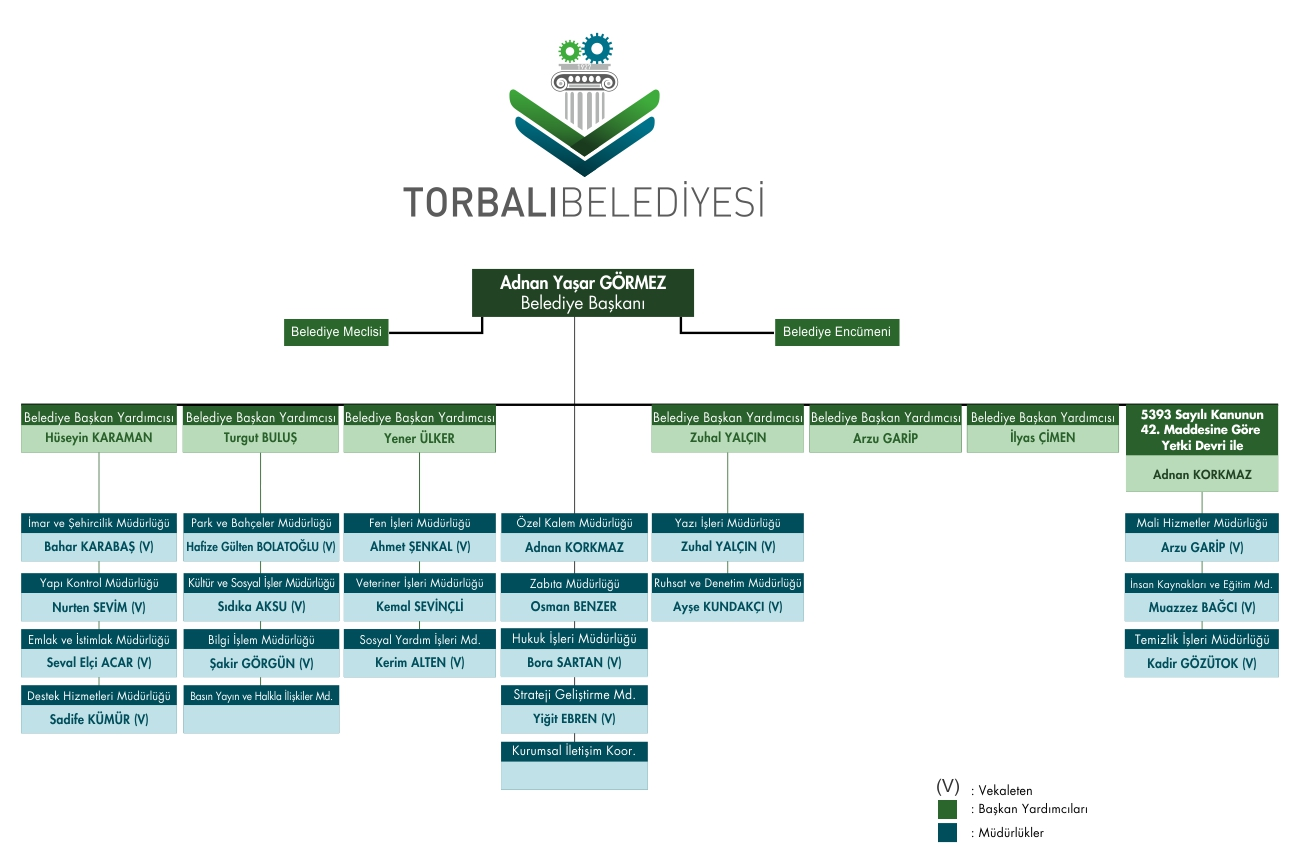 1927
TORBALIBELEDİYESİ
Adnan Yaşar GÖRMEZ
Belediye Başkanı
Belediye Meclisi
Belediye Encümeni
Belediye Başkan Yardımcısı
Hüseyin KARAMAN
Belediye Başkan Yardımcısı
Turgut BULUŞ
Belediye Başkan Yardımcısı
Yener ÜLKER
Belediye Başkan Yardımcısı
Zuhal YALÇIN
Belediye Başkan Yardımcısı
Arzu GARİP
Belediye Başkan Yardımcısı
İlyas ÇİMEN
5393 Sayılı Kanunun
42. Maddesine Göre
Yetki Devri ile
Adnan KORKMAZ
İmar ve Şehircilik Müdürlüğü
Bahar KARABAŞ (V)
Yapı Kontrol Müdürlüğü
Nurten SEVİM (V)
Emlak ve İstimlak Müdürlüğü
Seval Elçi ACAR (V)
Destek Hizmetleri Müdürlüğü
Sadife KÜMÜR (V)
Park ve Bahçeler Müdürlüğü
Hafize Gülten BOLATOĞLU (V)
Kültür ve Sosyal İşler Müdürlüğü
Sıdıka AKSU (V)
Bilgi İşlem Müdürlüğü
Şakir GÖRGÜN (V)
Basın Yayın ve Halkla İlişkiler Md.
Fen İşleri Müdürlüğü
Ahmet ŞENKAL (V)
Veteriner İşleri Müdürlüğü
Kemal SEVİNÇLİ
Sosyal Yardım İşleri Md.
Kerim ALTEN (V)
Özel Kalem Müdürlüğü
Adnan KORKMAZ
Zabıta Müdürlüğü
Osman BENZER
Hukuk İşleri Müdürlüğü
Bora SARTAN (V)
Strateji Geliştirme Md.
Yiğit EBREN (V)
Kurumsal İletişim Koor.
Yazı İşleri Müdürlüğü
Zuhal YALÇIN (V)
Ruhsat ve Denetim Müdürlüğü
Ayşe KUNDAKÇI (V)
Mali Hizmetler Müdürlüğü
Arzu GARİP (V)
İnsan Kaynakları ve Eğitim Md.
Muazzez BAĞCI (V)
Temizlik İşleri Müdürlüğü
Kadir GÖZÜTOK (V)
(V) : Vekaleten
: Başkan Yardımcıları
: Müdürlükler